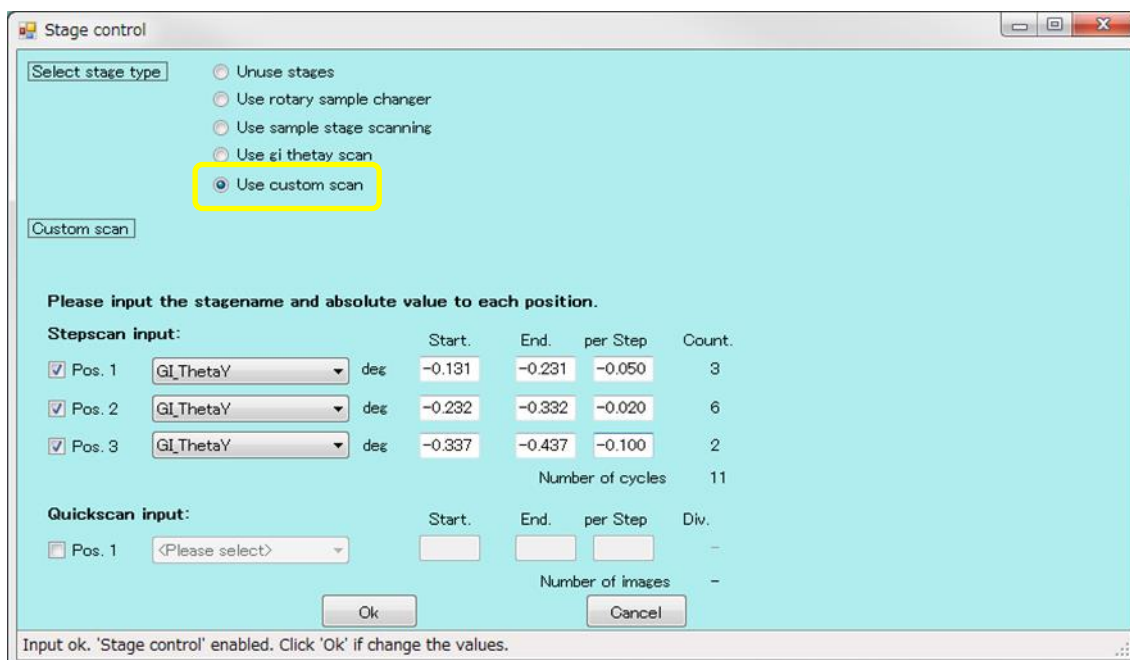 Stage control
Select stage type
Unuse stages
Use rotary sample changer
Use sample stage scanning
Use gi thetay scan
Use custom scan
Custom scan
Please input the stagename and absolute value to each position.
Stepscan input: Start. End. per Step Count.
Pos. 1 GI_ThetaY deg -0.131 -0.231 -0.050 3
Pos. 2 GI_ThetaY deg -0.232 -0.332 -0.020 6
Pos. 3 GI_ThetaY deg -0.337 -0.437 -0.100 2
Number of cycles 11
Quickscan input: Start. End. per Step Div.
Pos. 1 <Please select> -
Number of images -
Ok Cancel
Input ok. 'Stage control' enabled. Click 'Ok' if change the values.